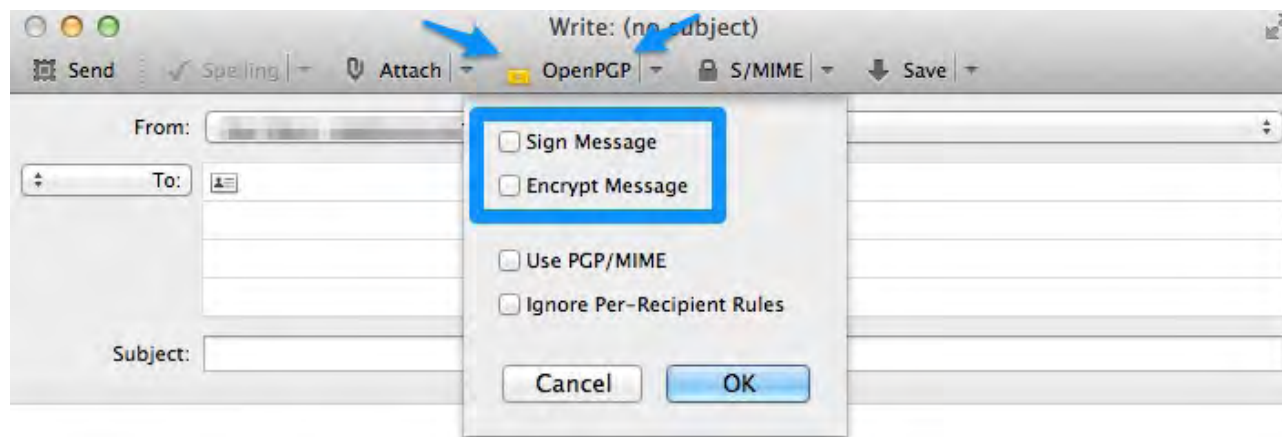 Write: (no subject)
Send Spelling Attach OpenPGP S/MIME Save
From:
Sign Message
To:
Encrypt Message
Use PGP/MIME
Ignore Per-Recipient Rules
Subject:
Cancel OK